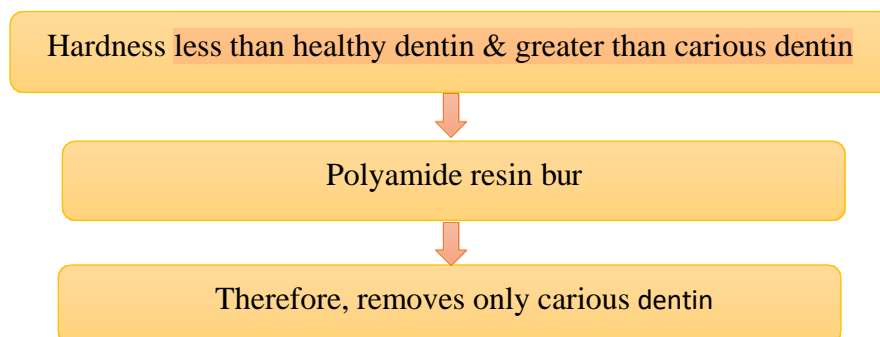 Hardness less than healthy dentin & greater than carious dentin
Polyamide resin bur
Therefore, removes only carious dentin